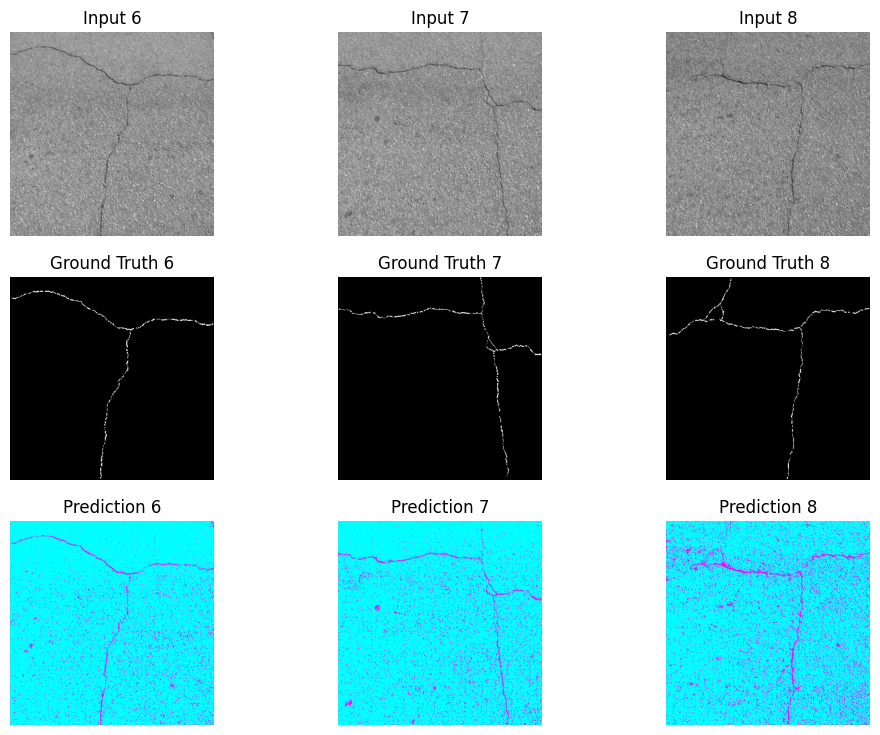 Input 6
Input 7
Input 8
Ground Truth 6
Ground Truth 7
Ground Truth 8
Prediction 6
Prediction 7
Prediction 8